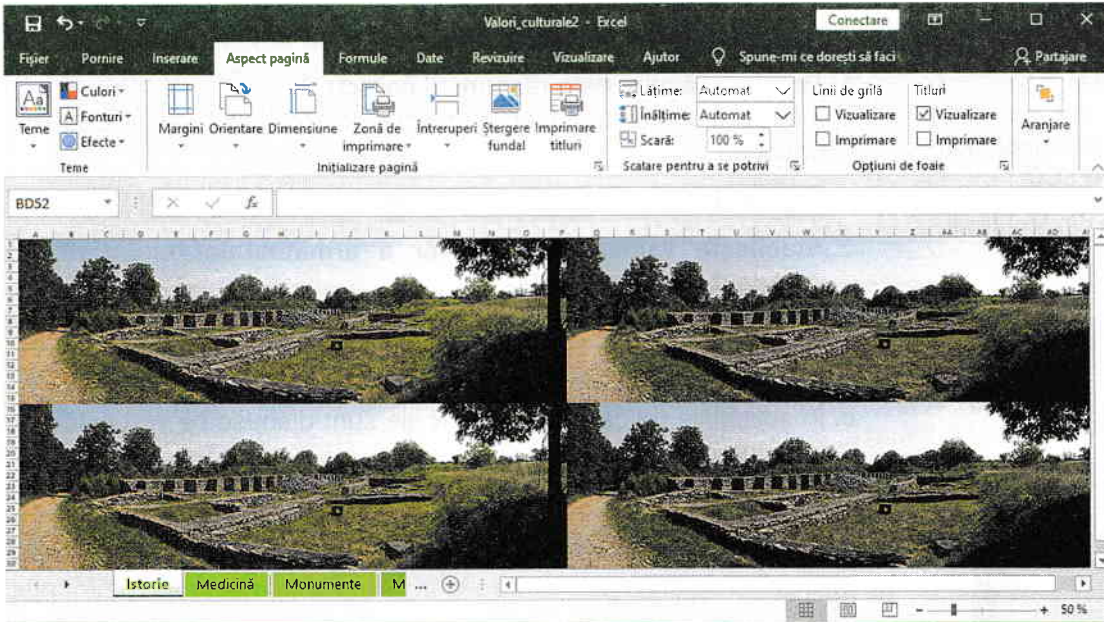 Valori_culturale2 - Excel
Conectare
Fișier Pornire Inserare Aspect pagină Formule Date Revizuire Vizualizare Ajutor Spune-mi ce dorești să faci Partajare
Teme
Culori
Fonturi
Efecte
Teme
Margini Orientare Dimensiune Zonă de imprimare Întreruperi Ștergere fundal Imprimare titluri
Inițializare pagină
Lățime: Automat
Înălțime: Automat
Scară: 100 %
Scalare pentru a se potrivi
Linii de grilă
Vizualizare
Imprimare
Titluri
Vizualizare
Imprimare
Opțiuni de foaie
Aranjare
BD52
fx
Istorie Medicină Monumente M ...
50 %